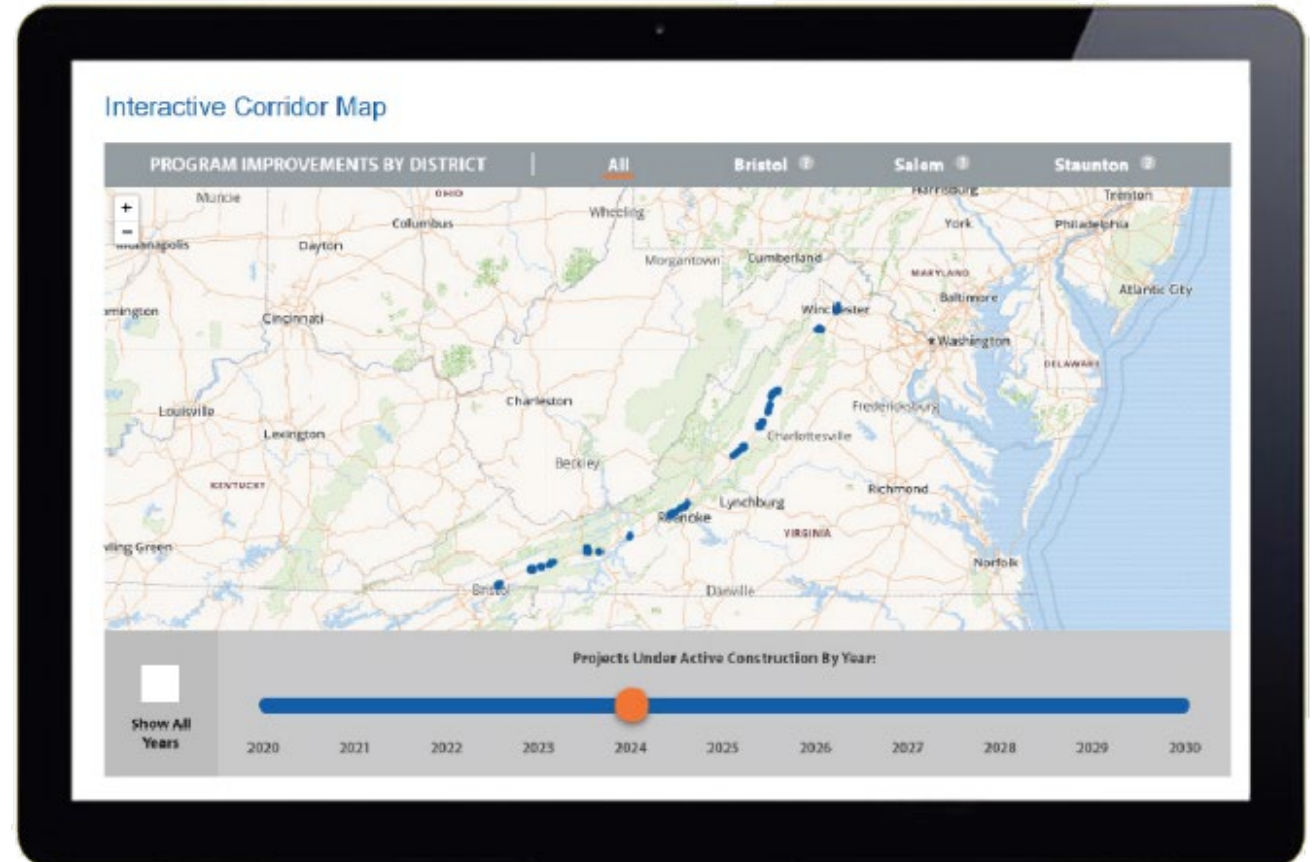 Interactive Corridor Map
PROGRAM IMPROVEMENTS BY DISTRICT
All
Bristol ?
Salem ?
Staunton ?
+
−
Muncie
OHIO
Columbus
Wheeling
Harrisburg
Trenton
Dayton
York
Philadelphia
Morgantown
Cumberland
MARYLAND
Atlantic City
Cincinnati
Winchester
Baltimore
Washington
DELAWARE
Louisville
Charleston
Fredericksburg
Lexington
Charlottesville
Beckley
KENTUCKY
Richmond
Lynchburg
Roanoke
VIRGINIA
Norfolk
Bristol
Danville
Projects Under Active Construction By Year:
Show All
Years
2020 2021 2022 2023 2024 2025 2026 2027 2028 2029 2030